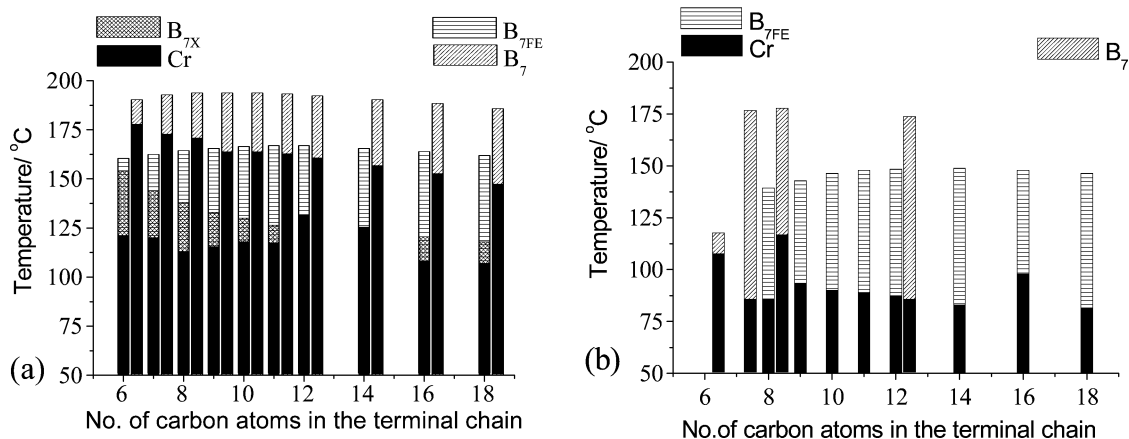 B7X
Cr
B7FE
B7
200
175
150
125
100
75
50
Temperature/ °C
6 8 10 12 14 16 18
No. of carbon atoms in the terminal chain
(a)
B7FE
Cr
B7
200
175
150
125
100
75
50
Temperature/ °C
6 8 10 12 14 16 18
No.of carbon atoms in the terminal chain
(b)